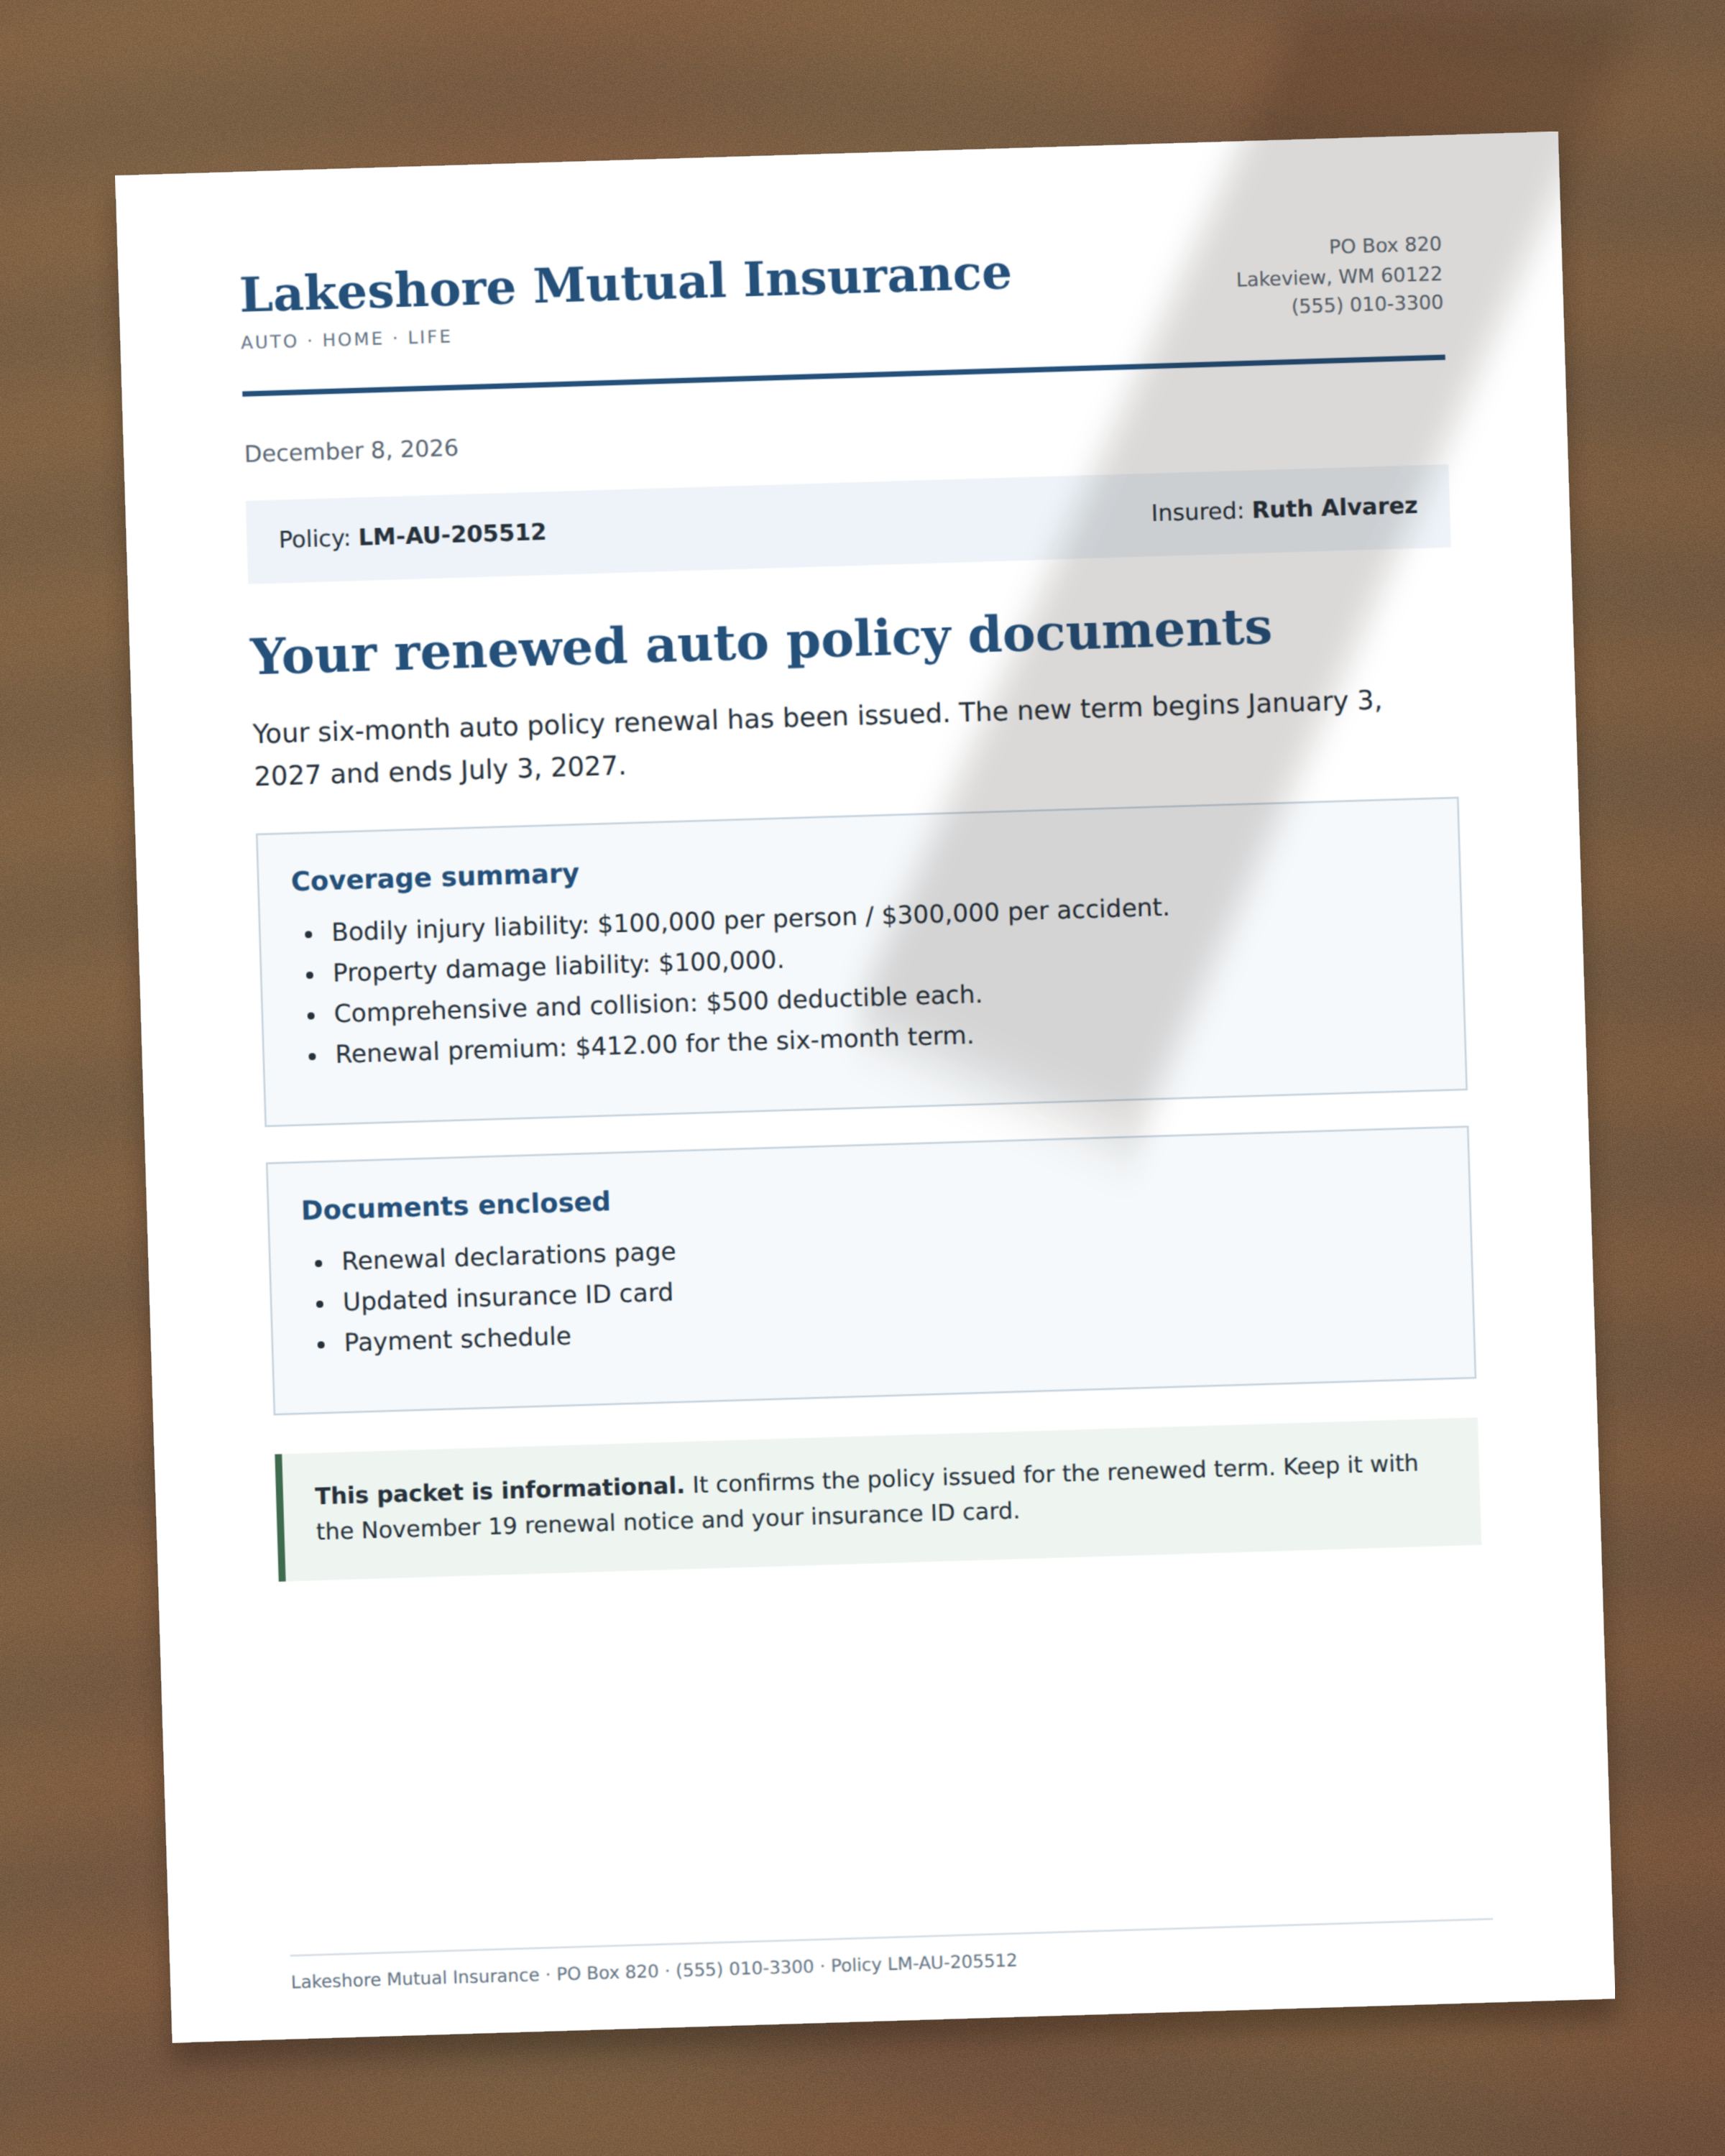 Lakeshore Mutual Insurance
AUTO · HOME · LIFE
PO Box 820
Lakeview, WM 60122
(555) 010-3300
December 8, 2026
Policy: LM-AU-205512
Insured: Ruth Alvarez
Your renewed auto policy documents
Your six-month auto policy renewal has been issued. The new term begins January 3,
2027 and ends July 3, 2027.
Coverage summary
• Bodily injury liability: $100,000 per person / $300,000 per accident.
• Property damage liability: $100,000.
• Comprehensive and collision: $500 deductible each.
• Renewal premium: $412.00 for the six-month term.
Documents enclosed
• Renewal declarations page
• Updated insurance ID card
• Payment schedule
This packet is informational. It confirms the policy issued for the renewed term. Keep it with
the November 19 renewal notice and your insurance ID card.
Lakeshore Mutual Insurance · PO Box 820 · (555) 010-3300 · Policy LM-AU-205512